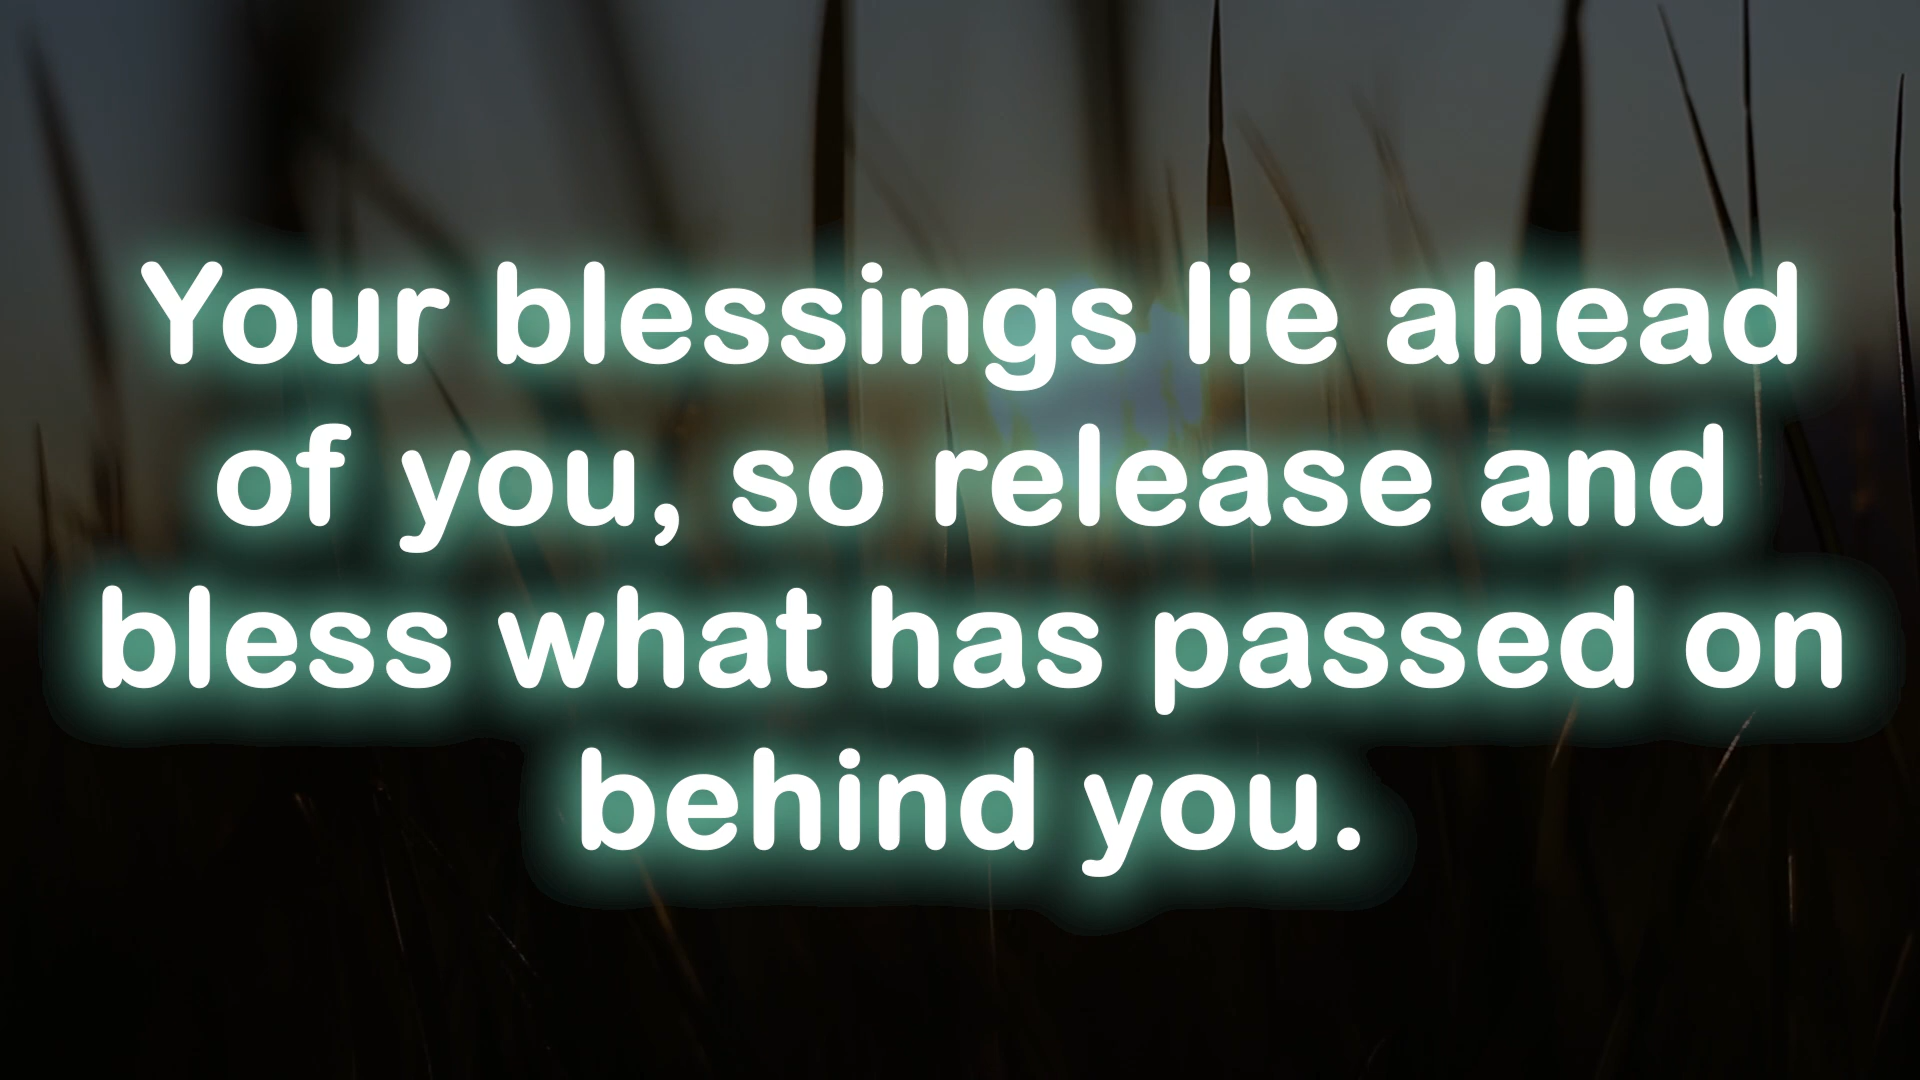 Your blessings lie ahead
of you, so release and
bless what has passed on
behind you.